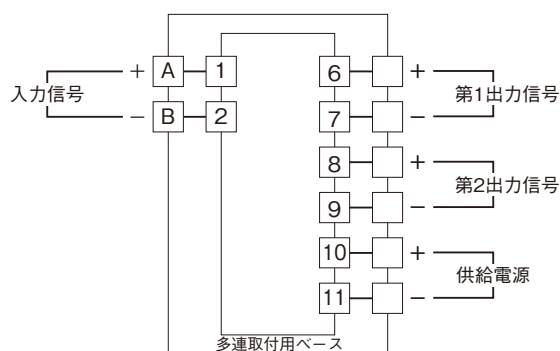 + A 1 6 +
入力信号 第1出力信号
− B 2 7 −
8 +
第2出力信号
9 −
10 +
供給電源
11 −
多連取付用ベース